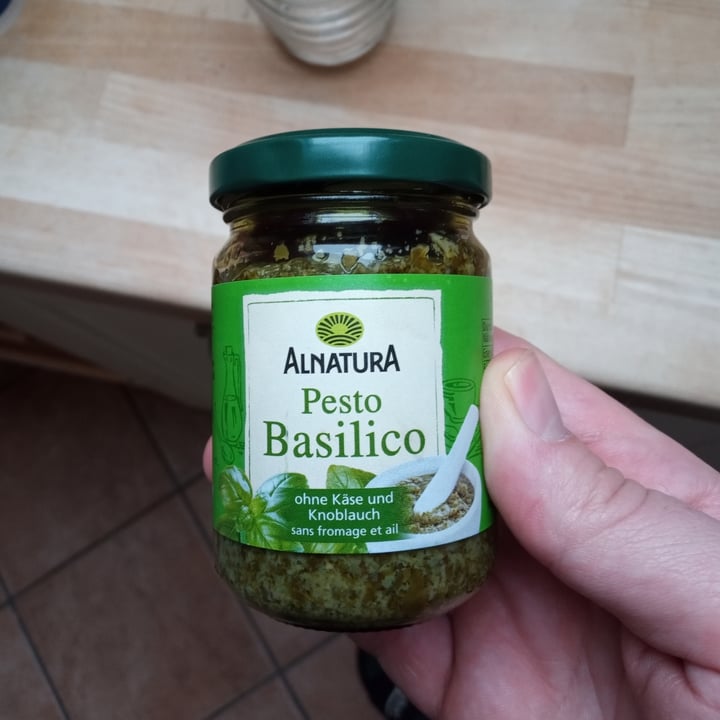 ALNATURA
Pesto
Basilico
ohne Käse und
Knoblauch
sans fromage et ail